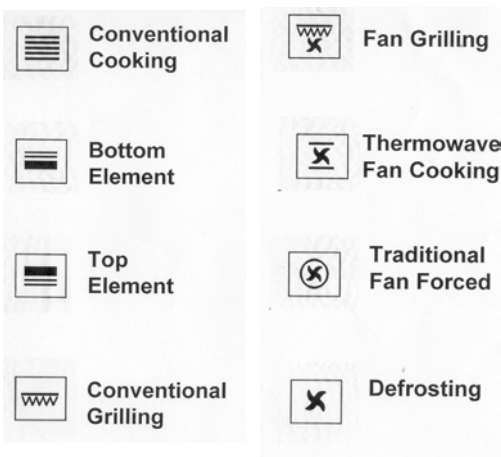 Conventional
Cooking
Bottom
Element
Top
Element
Conventional
Grilling
Fan Grilling
Thermowave
Fan Cooking
Traditional
Fan Forced
Defrosting